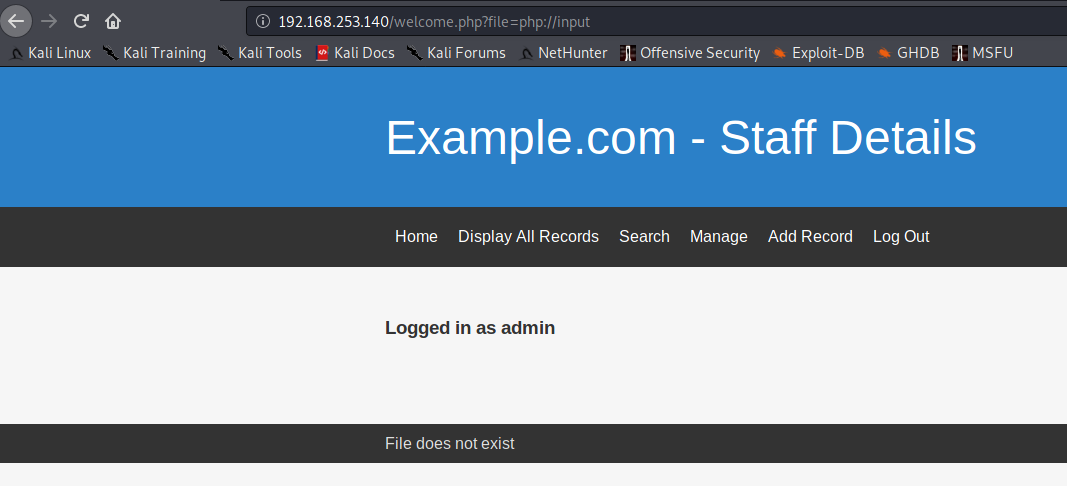 192.168.253.140/welcome.php?file=php://input
Kali Linux Kali Training Kali Tools Kali Docs Kali Forums NetHunter Offensive Security Exploit-DB GHDB MSFU
Example.com - Staff Details
Home Display All Records Search Manage Add Record Log Out
Logged in as admin
File does not exist